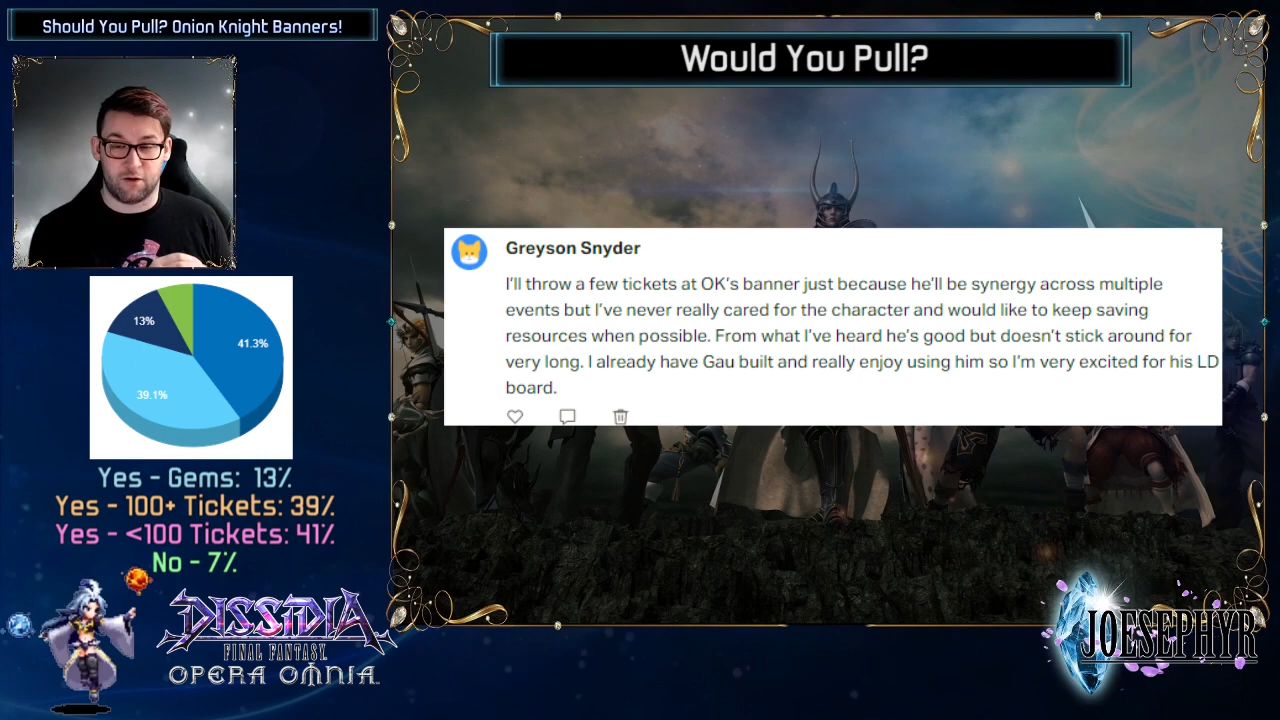 Should You Pull? Onion Knight Banners!
Would You Pull?
Greyson Snyder
I'll throw a few tickets at OK's banner just because he'll be synergy across multiple
events but I've never really cared for the character and would like to keep saving
resources when possible. From what I've heard he's good but doesn't stick around for
very long. I already have Gau built and really enjoy using him so I'm very excited for his LD
board.
13%
41.3%
39.1%
Yes - Gems: 13%
Yes - 100+ Tickets: 39%
Yes - <100 Tickets: 41%
No - 7%
DISSIDIA
FINAL FANTASY
OPERA OMNIA
JOESEPHYR